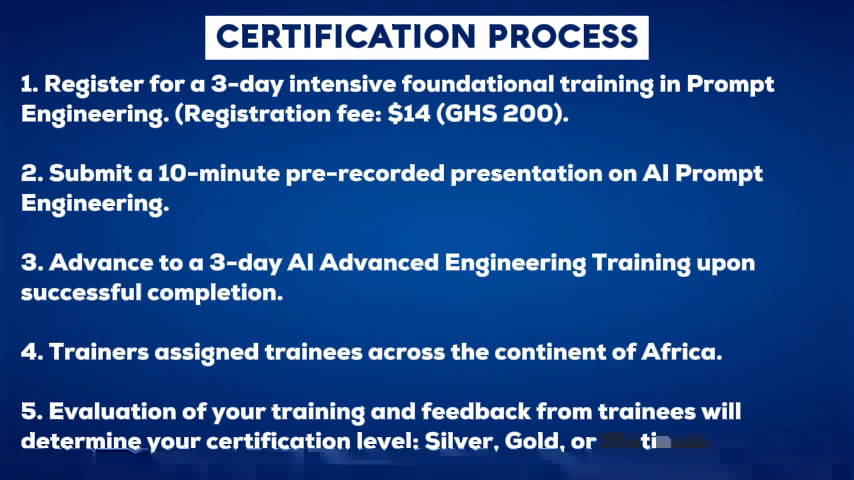 CERTIFICATION PROCESS
1. Register for a 3-day intensive foundational training in Prompt
Engineering. (Registration fee: $14 (GHS 200).
2. Submit a 10-minute pre-recorded presentation on AI Prompt
Engineering.
3. Advance to a 3-day AI Advanced Engineering Training upon
successful completion.
4. Trainers assigned trainees across the continent of Africa.
5. Evaluation of your training and feedback from trainees will
determine your certification level: Silver, Gold, or